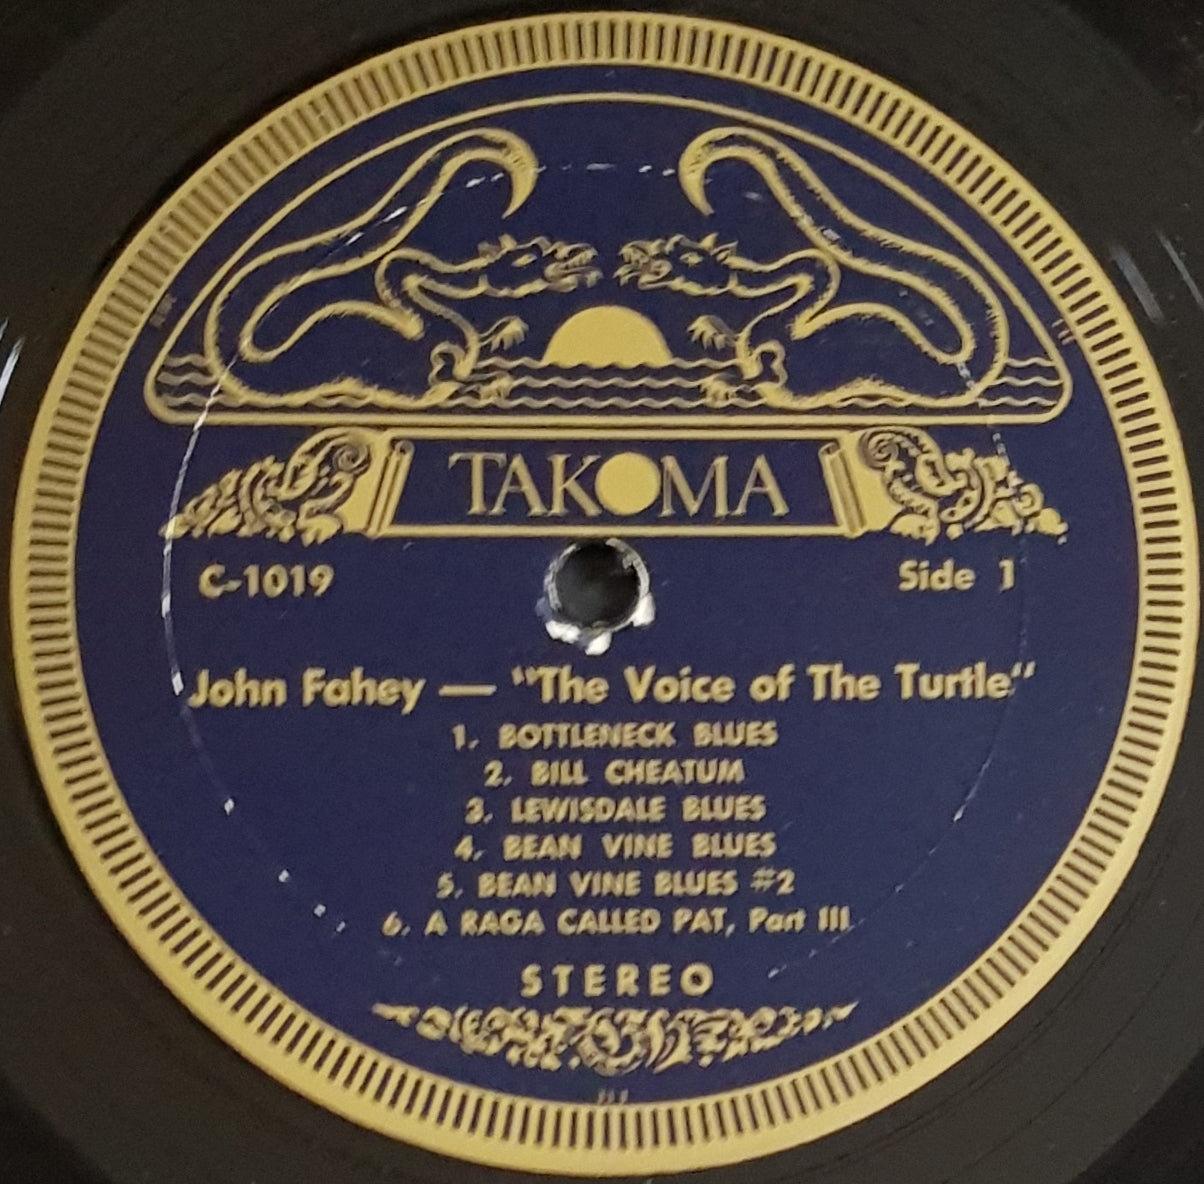 TAKOMA
C-1019
Side 1
John Fahey — "The Voice of The Turtle"
1. BOTTLENECK BLUES
2. BILL CHEATUM
3. LEWISDALE BLUES
4. BEAN VINE BLUES
5. BEAN VINE BLUES #2
6. A RAGA CALLED PAT, Part III
STEREO